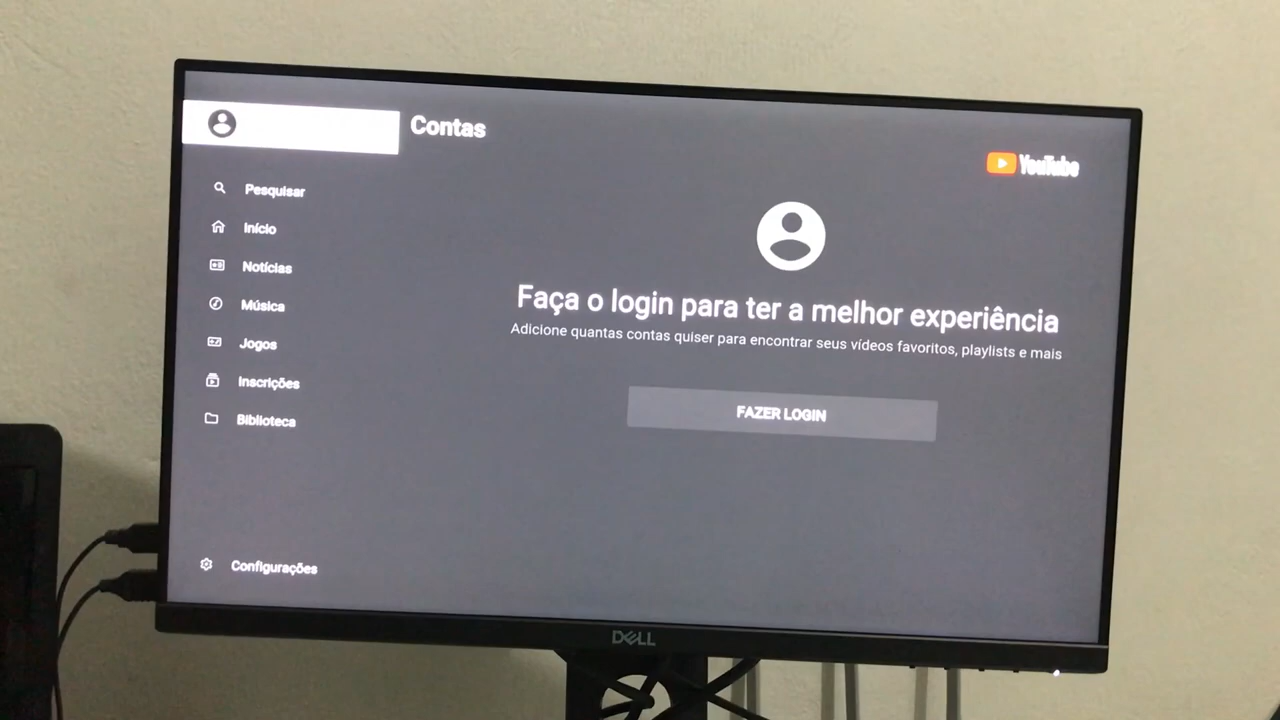 Contas
YouTube
Pesquisar
Início
Notícias
Música
Jogos
Inscrições
Biblioteca
Configurações
Faça o login para ter a melhor experiência
Adicione quantas contas quiser para encontrar seus vídeos favoritos, playlists e mais
FAZER LOGIN
DELL